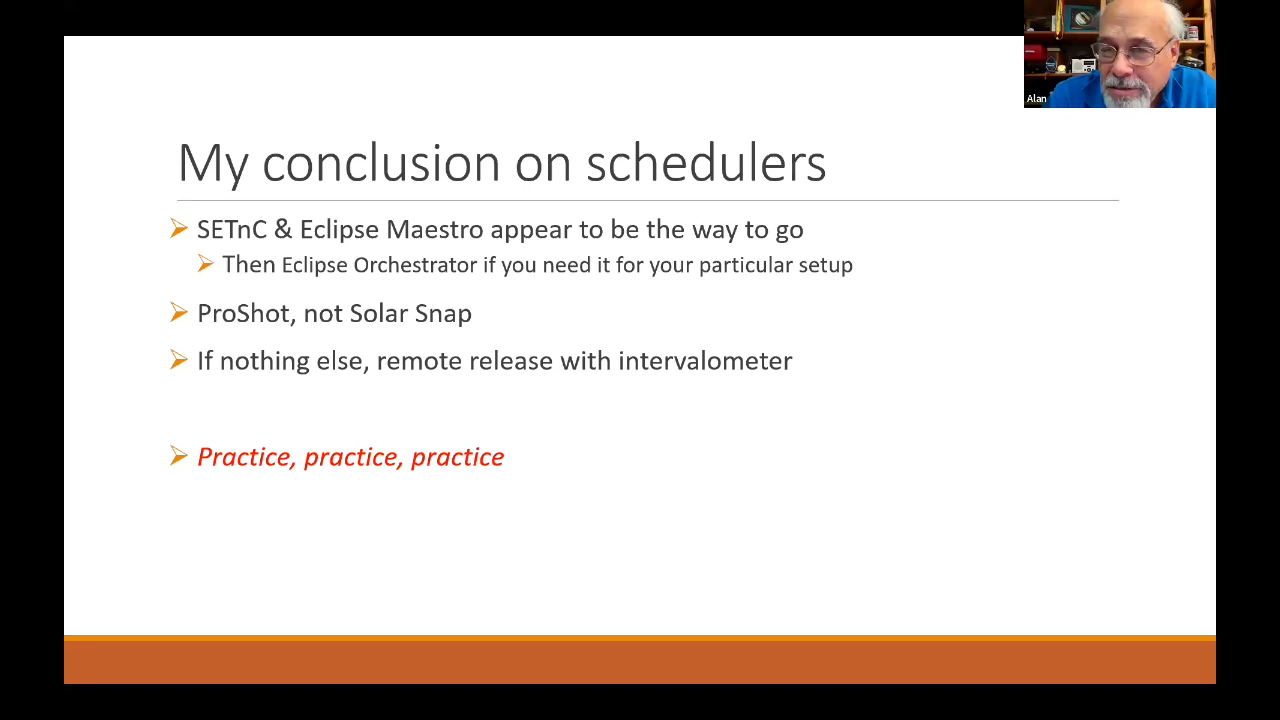 Alan
My conclusion on schedulers
SETnC & Eclipse Maestro appear to be the way to go
Then Eclipse Orchestrator if you need it for your particular setup
ProShot, not Solar Snap
If nothing else, remote release with intervalometer
Practice, practice, practice